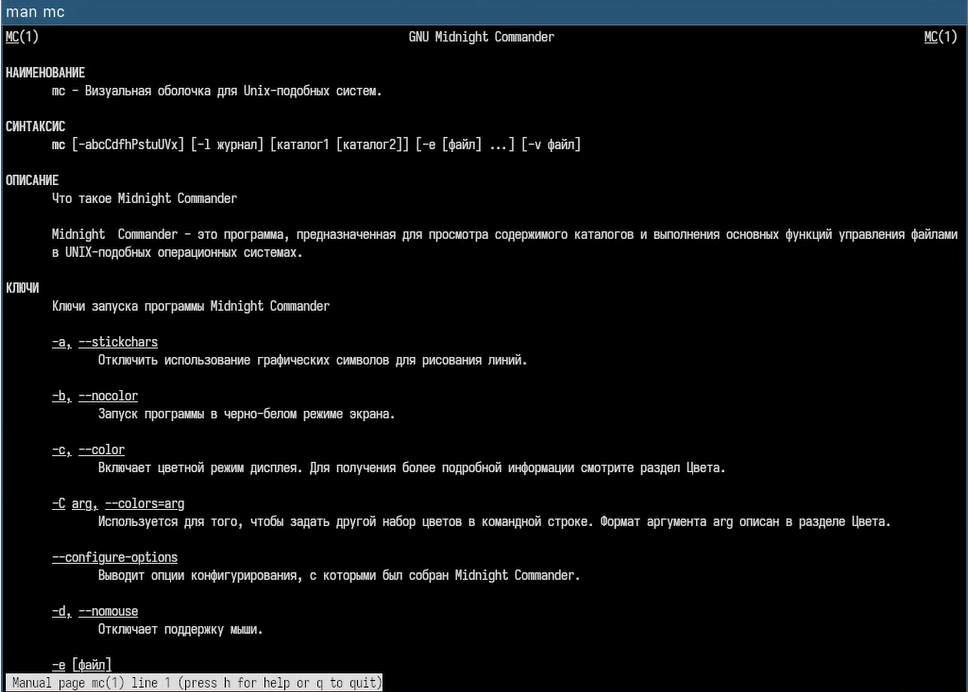 man mc
MC(1) GNU Midnight Commander MC(1)
НАИМЕНОВАНИЕ
mc - Визуальная оболочка для Unix-подобных систем.
СИНТАКСИС
mc [-abcCdfhPstuUVx] [-l журнал] [каталог1 [каталог2]] [-e [файл] ...] [-v файл]
ОПИСАНИЕ
Что такое Midnight Commander
Midnight Commander - это программа, предназначенная для просмотра содержимого каталогов и выполнения основных функций управления файлами
в UNIX-подобных операционных системах.
КЛЮЧИ
Ключи запуска программы Midnight Commander
-a, --stickchars
Отключить использование графических символов для рисования линий.
-b, --nocolor
Запуск программы в черно-белом режиме экрана.
-c, --color
Включает цветной режим дисплея. Для получения более подробной информации смотрите раздел Цвета.
-C arg, --colors=arg
Используется для того, чтобы задать другой набор цветов в командной строке. Формат аргумента arg описан в разделе Цвета.
--configure-options
Выводит опции конфигурирования, с которыми был собран Midnight Commander.
-d, --nomouse
Отключает поддержку мыши.
-e [файл]
Manual page mc(1) line 1 (press h for help or q to quit)